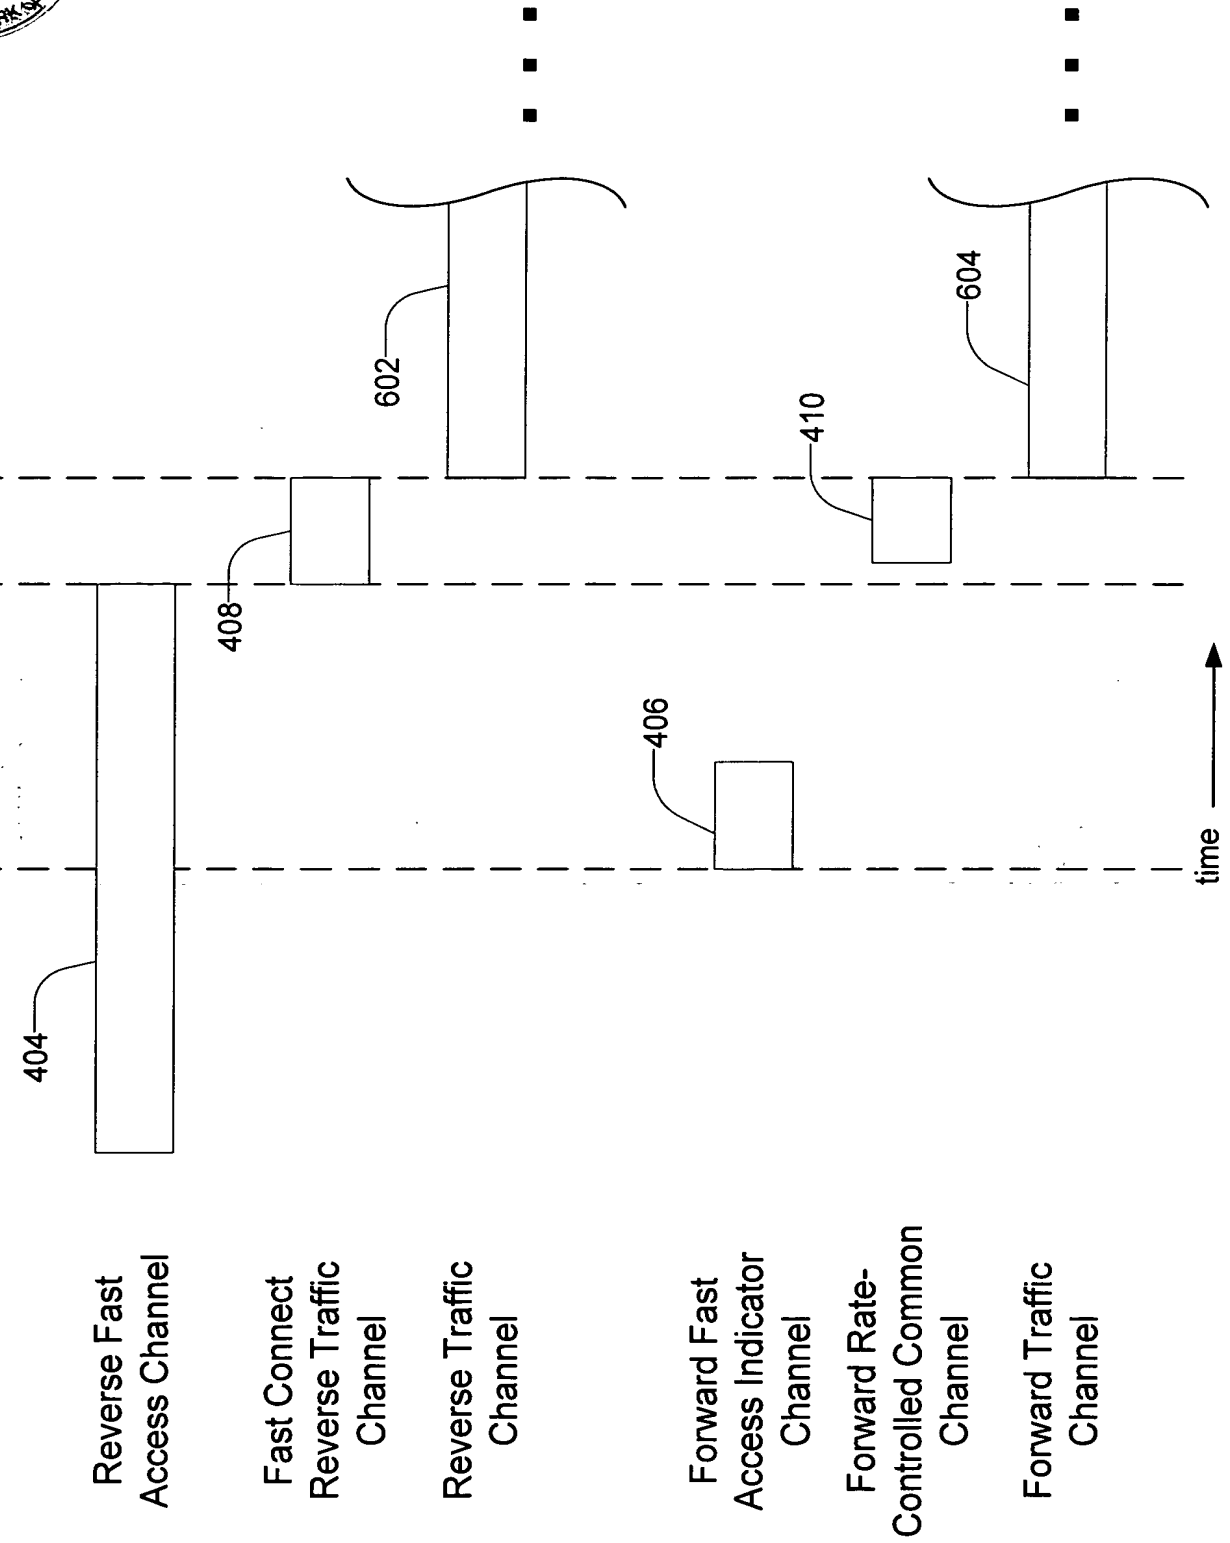 Reverse Fast
Access Channel
404
Fast Connect
Reverse Traffic
Channel
408
Reverse Traffic
Channel
602
Forward Fast
Access Indicator
Channel
406
Forward Rate-
Controlled Common
Channel
410
Forward Traffic
Channel
604
time